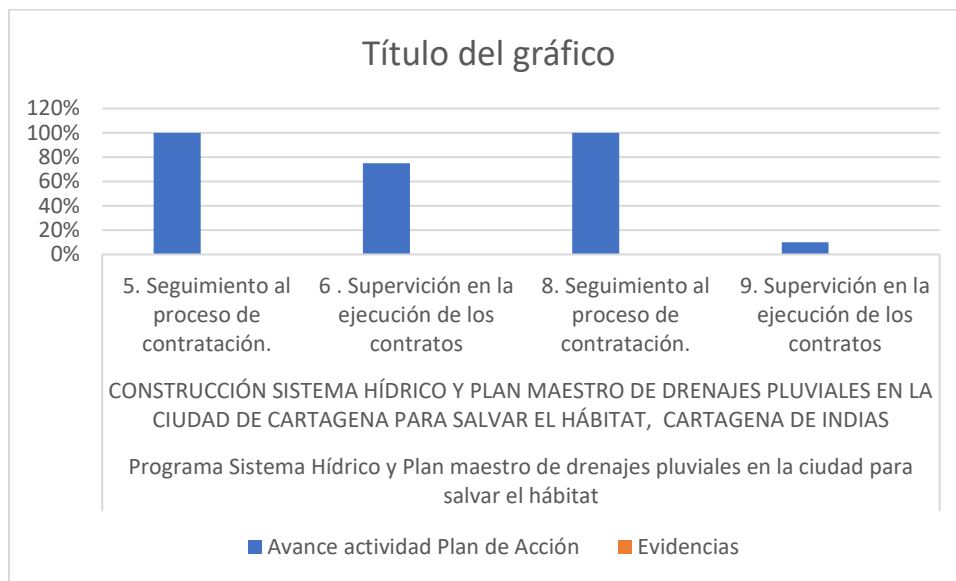 Título del gráfico
120%
100%
80%
60%
40%
20%
0%
5. Seguimiento al
proceso de
contratación.
6 . Supervición en la
ejecución de los
contratos
8. Seguimiento al
proceso de
contratación.
9. Supervición en la
ejecución de los
contratos
CONSTRUCCIÓN SISTEMA HÍDRICO Y PLAN MAESTRO DE DRENAJES PLUVIALES EN LA
CIUDAD DE CARTAGENA PARA SALVAR EL HÁBITAT, CARTAGENA DE INDIAS
Programa Sistema Hídrico y Plan maestro de drenajes pluviales en la ciudad para
salvar el hábitat
Avance actividad Plan de Acción
Evidencias